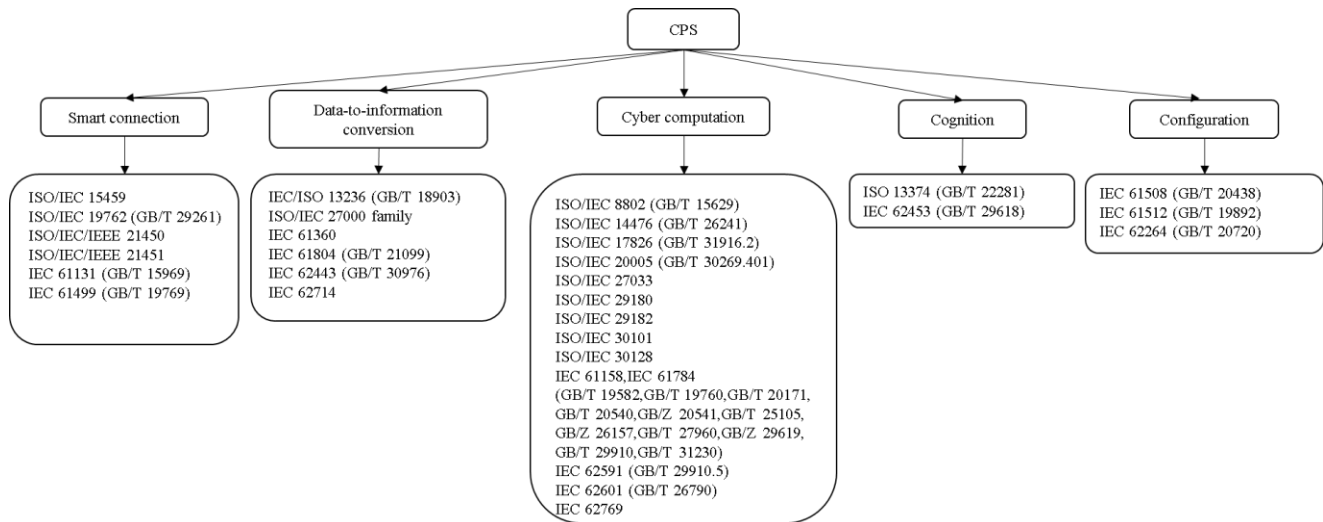 CPS
Smart connection
Data-to-information
conversion
Cyber computation
Cognition
Configuration
ISO/IEC 15459
ISO/IEC 19762 (GB/T 29261)
ISO/IEC/IEEE 21450
ISO/IEC/IEEE 21451
IEC 61131 (GB/T 15969)
IEC 61499 (GB/T 19769)
IEC/ISO 13236 (GB/T 18903)
ISO/IEC 27000 family
IEC 61360
IEC 61804 (GB/T 21099)
IEC 62443 (GB/T 30976)
IEC 62714
ISO/IEC 8802 (GB/T 15629)
ISO/IEC 14476 (GB/T 26241)
ISO/IEC 17826 (GB/T 31916.2)
ISO/IEC 20005 (GB/T 30269.401)
ISO/IEC 27033
ISO/IEC 29180
ISO/IEC 29182
ISO/IEC 30101
ISO/IEC 30128
IEC 61158,IEC 61784
(GB/T 19582,GB/T 19760,GB/T 20171,
GB/T 20540,GB/Z 20541,GB/T 25105,
GB/Z 26157,GB/T 27960,GB/Z 29619,
GB/T 29910,GB/T 31230)
IEC 62591 (GB/T 29910.5)
IEC 62601 (GB/T 26790)
IEC 62769
ISO 13374 (GB/T 22281)
IEC 62453 (GB/T 29618)
IEC 61508 (GB/T 20438)
IEC 61512 (GB/T 19892)
IEC 62264 (GB/T 20720)